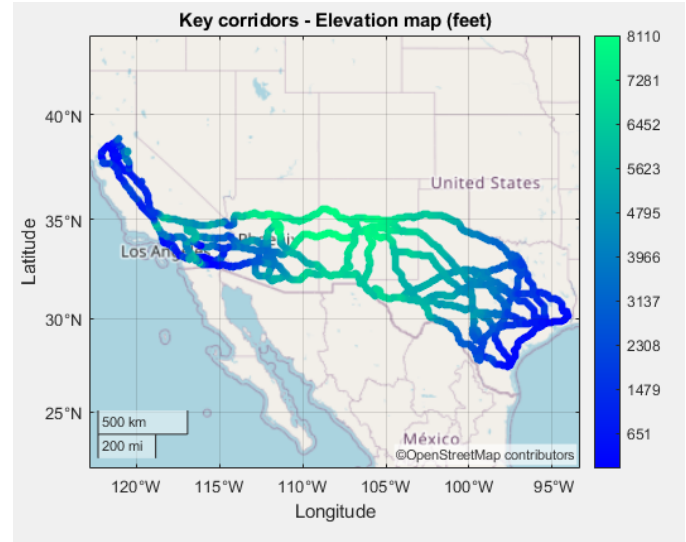 Key corridors - Elevation map (feet)
8110
7281
6452
5623
4795
3966
3137
2308
1479
651
40°N
35°N
30°N
25°N
Latitude
United States
Phoenix
Los Angeles
México
500 km
200 mi
©OpenStreetMap contributors
120°W
115°W
110°W
105°W
100°W
95°W
Longitude